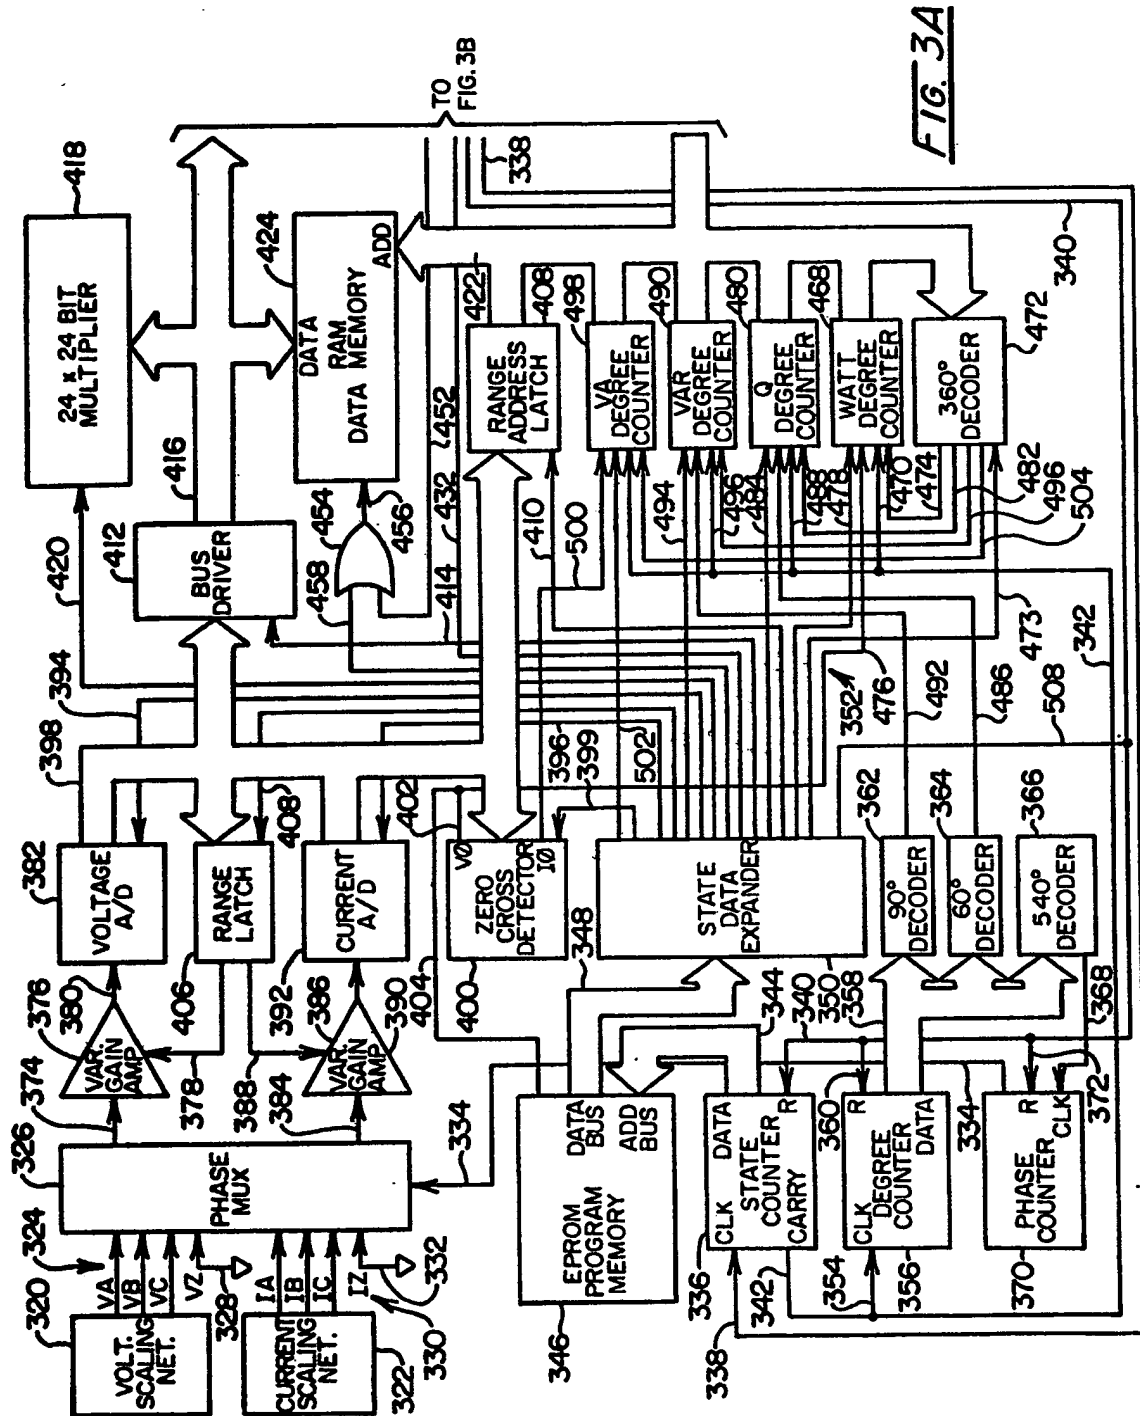 320
VOLT.
SCALING
NET.
VA
VB
VC
VZ
324
328
CURRENT
SCALING
NET.
322
IA
IB
IC
IZ
330
332
326
PHASE
MUX
334
374
376
VAR.
GAIN
AMP
380
378
388
384
386
VAR.
GAIN
AMP
390
382
VOLTAGE
A/D
406
RANGE
LATCH
408
392
CURRENT
A/D
398
394
420
402
404
400
VØ
ZERO
CROSS
DETECTOR
IØ
396
399
412
BUS
DRIVER
416
24 x 24 BIT
MULTIPLIER
418
424
DATA
RAM
DATA MEMORY
ADD
454
456
458
414
432
452
TO
FIG. 3B
338
346
EPROM
PROGRAM
MEMORY
DATA
BUS
ADD
BUS
348
STATE
DATA
EXPANDER
350
344
340
358
336
CLK
DATA
STATE
COUNTER
CARRY
R
338
342
354
356
360
CLK
R
DEGREE
COUNTER
DATA
334
370
PHASE
COUNTER
R
CLK
372
368
362
90°
DECODER
364
60°
DECODER
366
540°
DECODER
352
476
492
486
508
473
342
410
500
502
RANGE
ADDRESS
LATCH
422
408
498
VA
DEGREE
COUNTER
490
VAR
DEGREE
COUNTER
480
Q
DEGREE
COUNTER
468
WATT
DEGREE
COUNTER
472
360°
DECODER
494
496
484
488
478
470
474
482
496
504
340
FIG. 3A